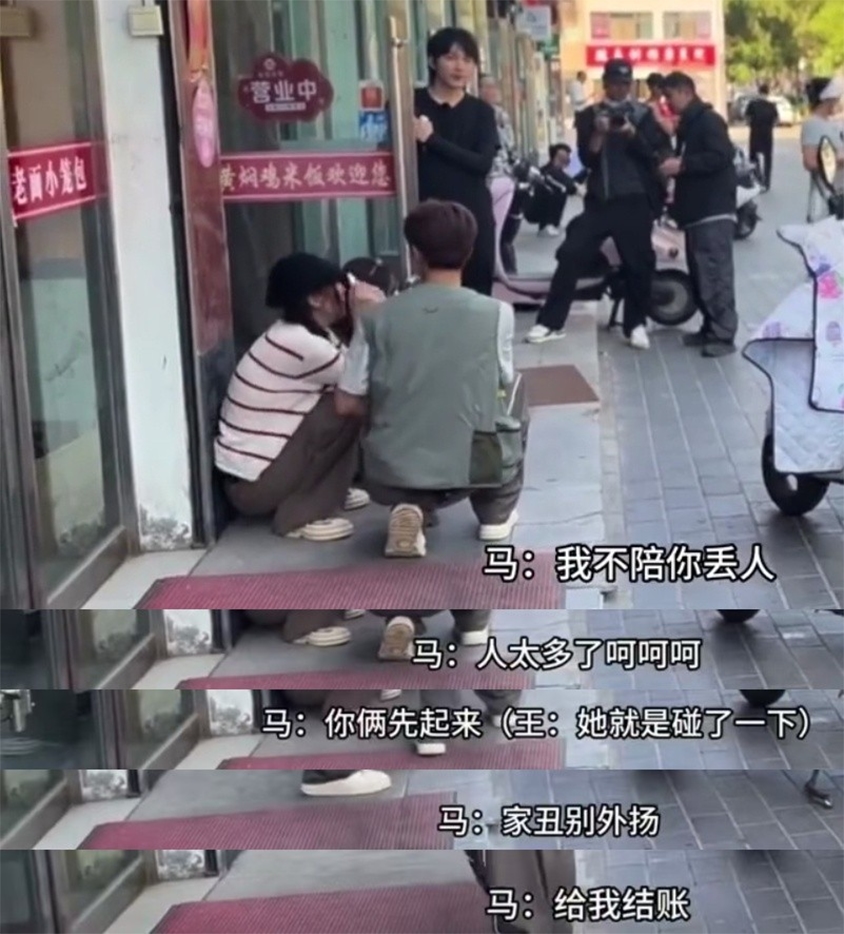 营业中
老面小笼包
黄焖鸡米饭欢迎您
马：我不陪你丢人
马：人太多了呵呵呵
马：你俩先起来（王：她就是碰了一下）
马：家丑别外扬
马：给我结账